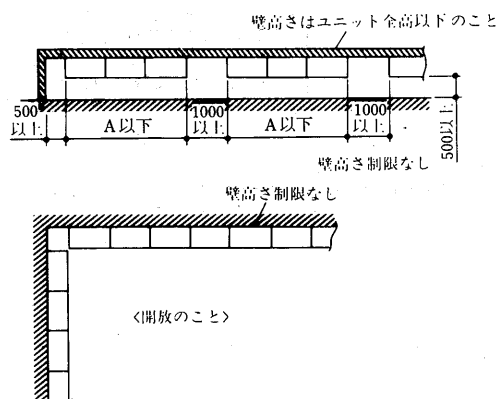 壁高さはユニット全高以下のこと
500
以上
A以下
1000
以上
A以下
1000
以上
500以上
壁高さ制限なし
壁高さ制限なし
<開放のこと>